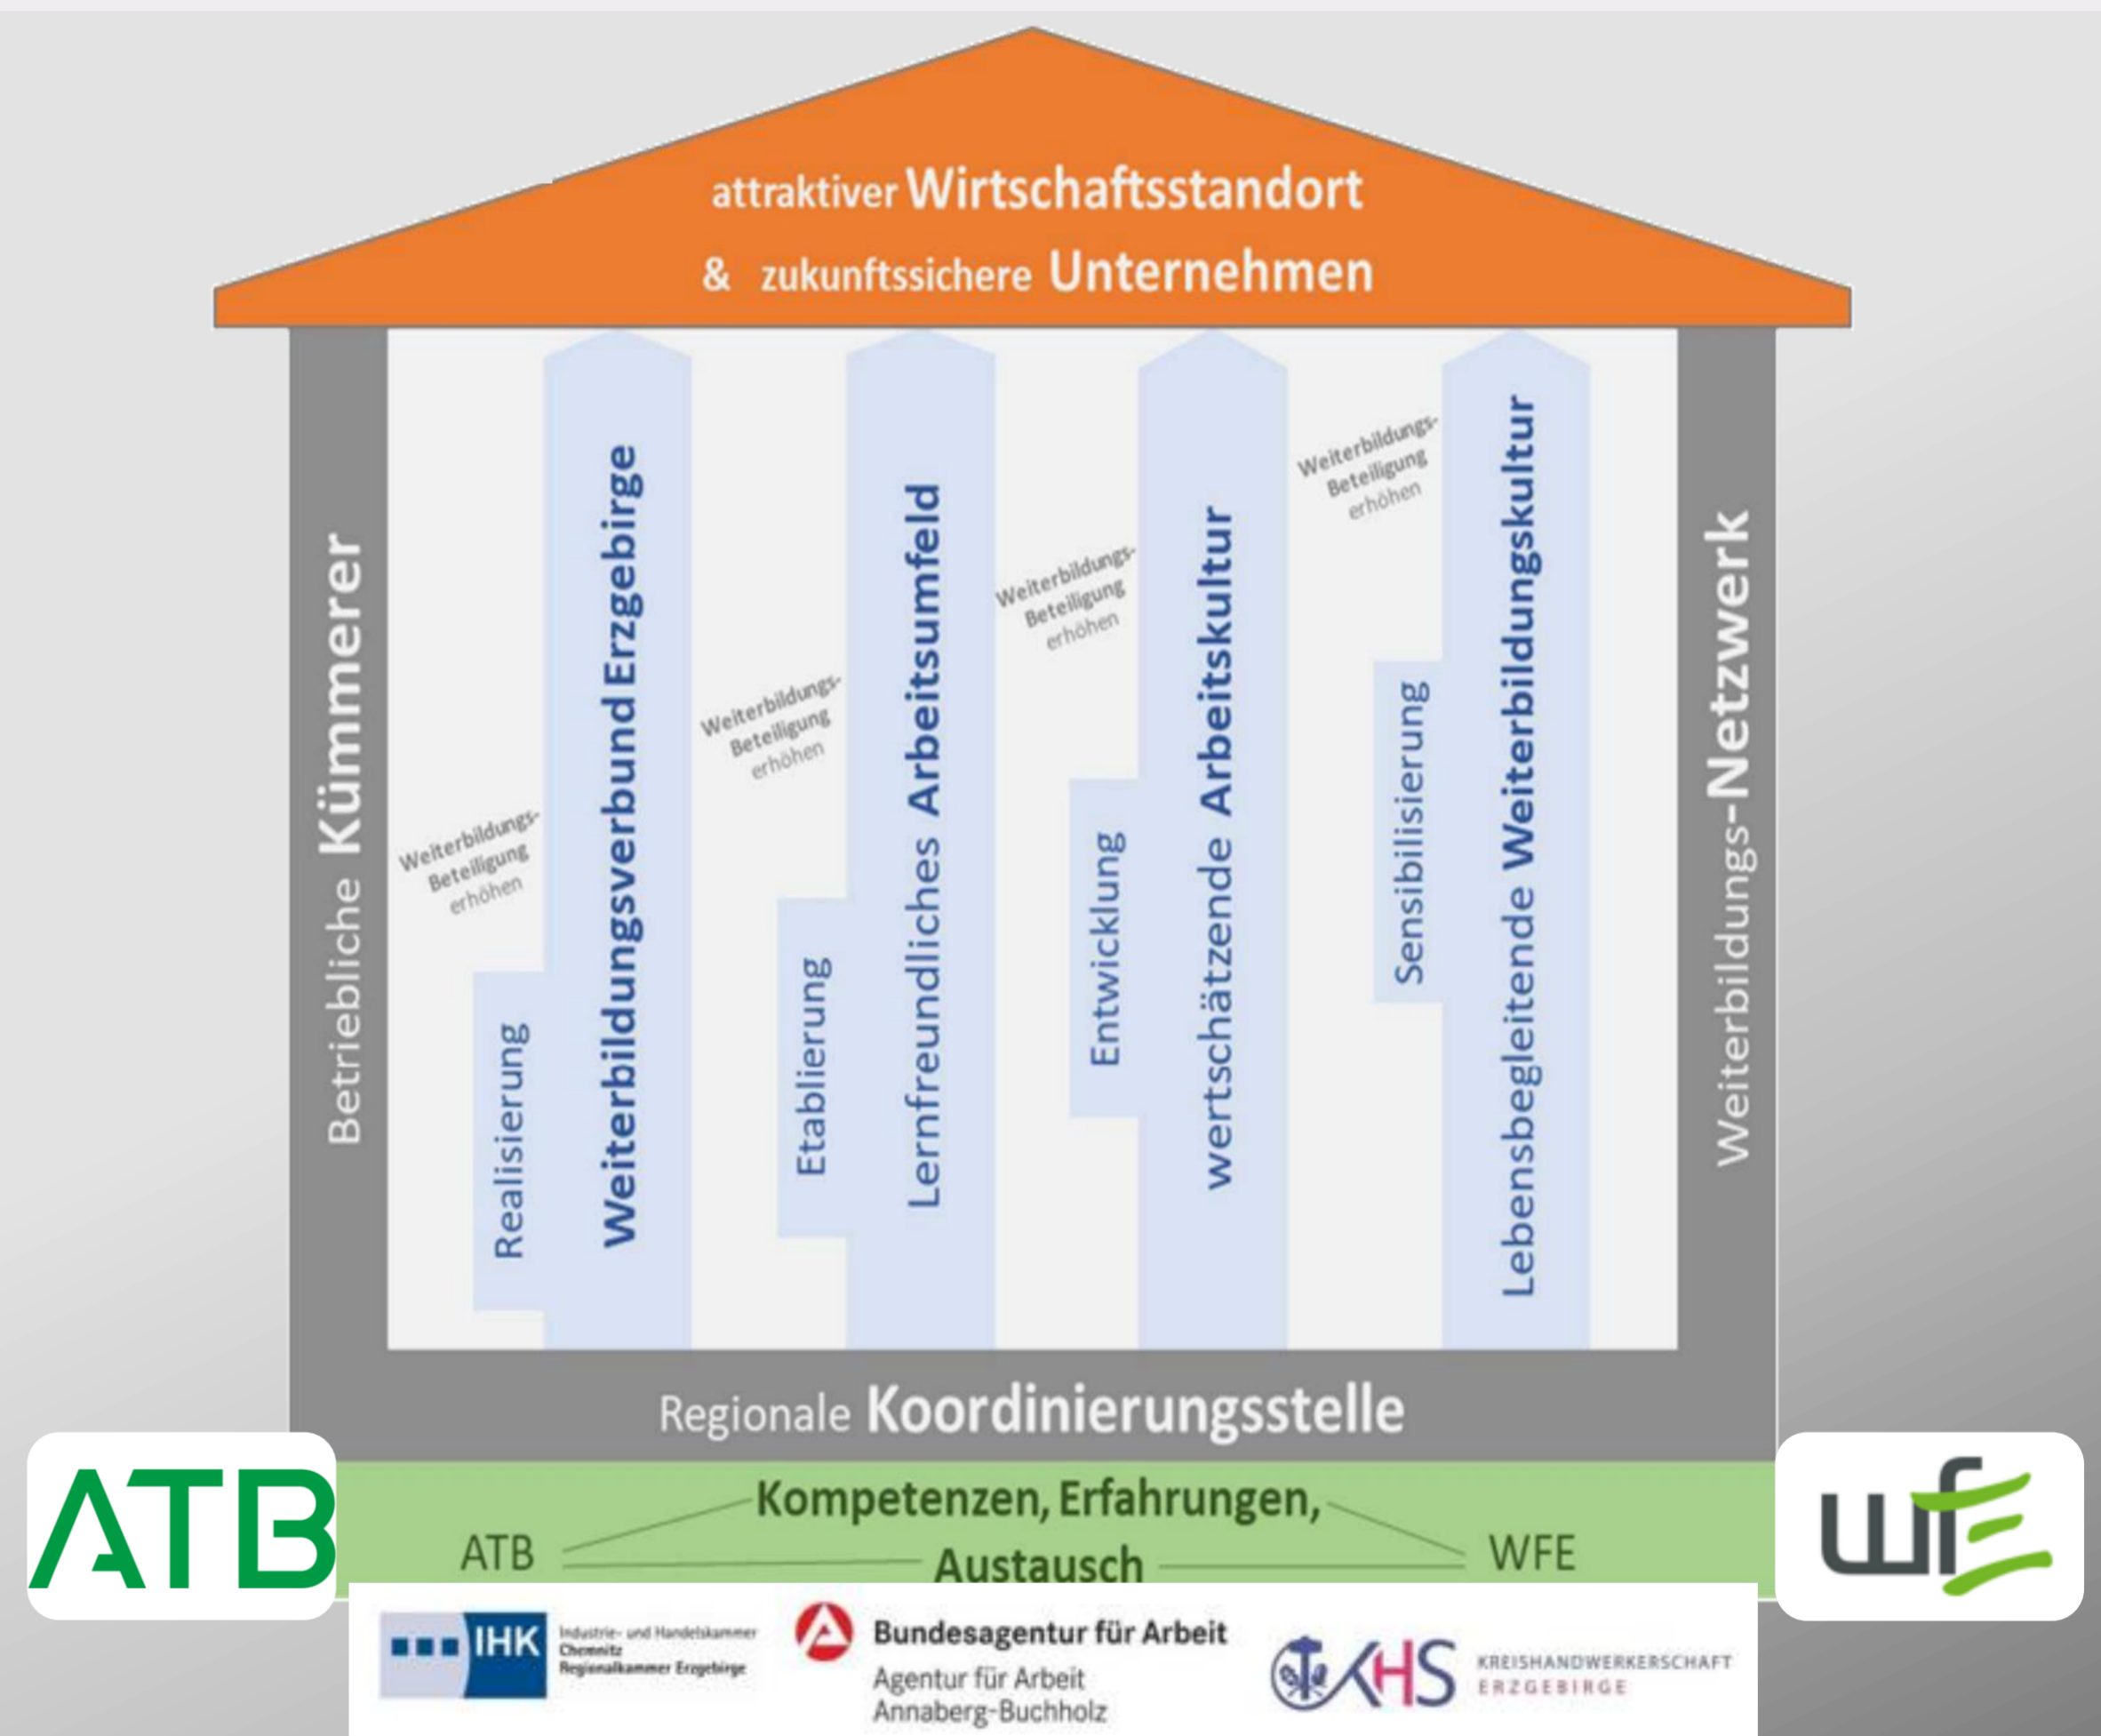 attraktiver Wirtschaftsstandort
& zukunftssichere Unternehmen
Betriebliche Kümmerer
Weiterbildungs-
Beteiligung
erhöhen
Realisierung
Weiterbildungsverbund Erzgebirge
Weiterbildungs-
Beteiligung
erhöhen
Etablierung
Lernfreundliches Arbeitsumfeld
Weiterbildungs-
Beteiligung
erhöhen
Entwicklung
wertschätzende Arbeitskultur
Weiterbildungs-
Beteiligung
erhöhen
Sensibilisierung
Lebensbegleitende Weiterbildungskultur
Weiterbildungs-Netzwerk
Regionale Koordinierungsstelle
ATB
Kompetenzen, Erfahrungen,
ATB
Austausch
WFE
wfE
IHK
Industrie- und Handelskammer
Chemnitz
Regionalkammer Erzgebirge
Bundesagentur für Arbeit
Agentur für Arbeit
Annaberg-Buchholz
KHS
KREISHANDWERKERSCHAFT
ERZGEBIRGE